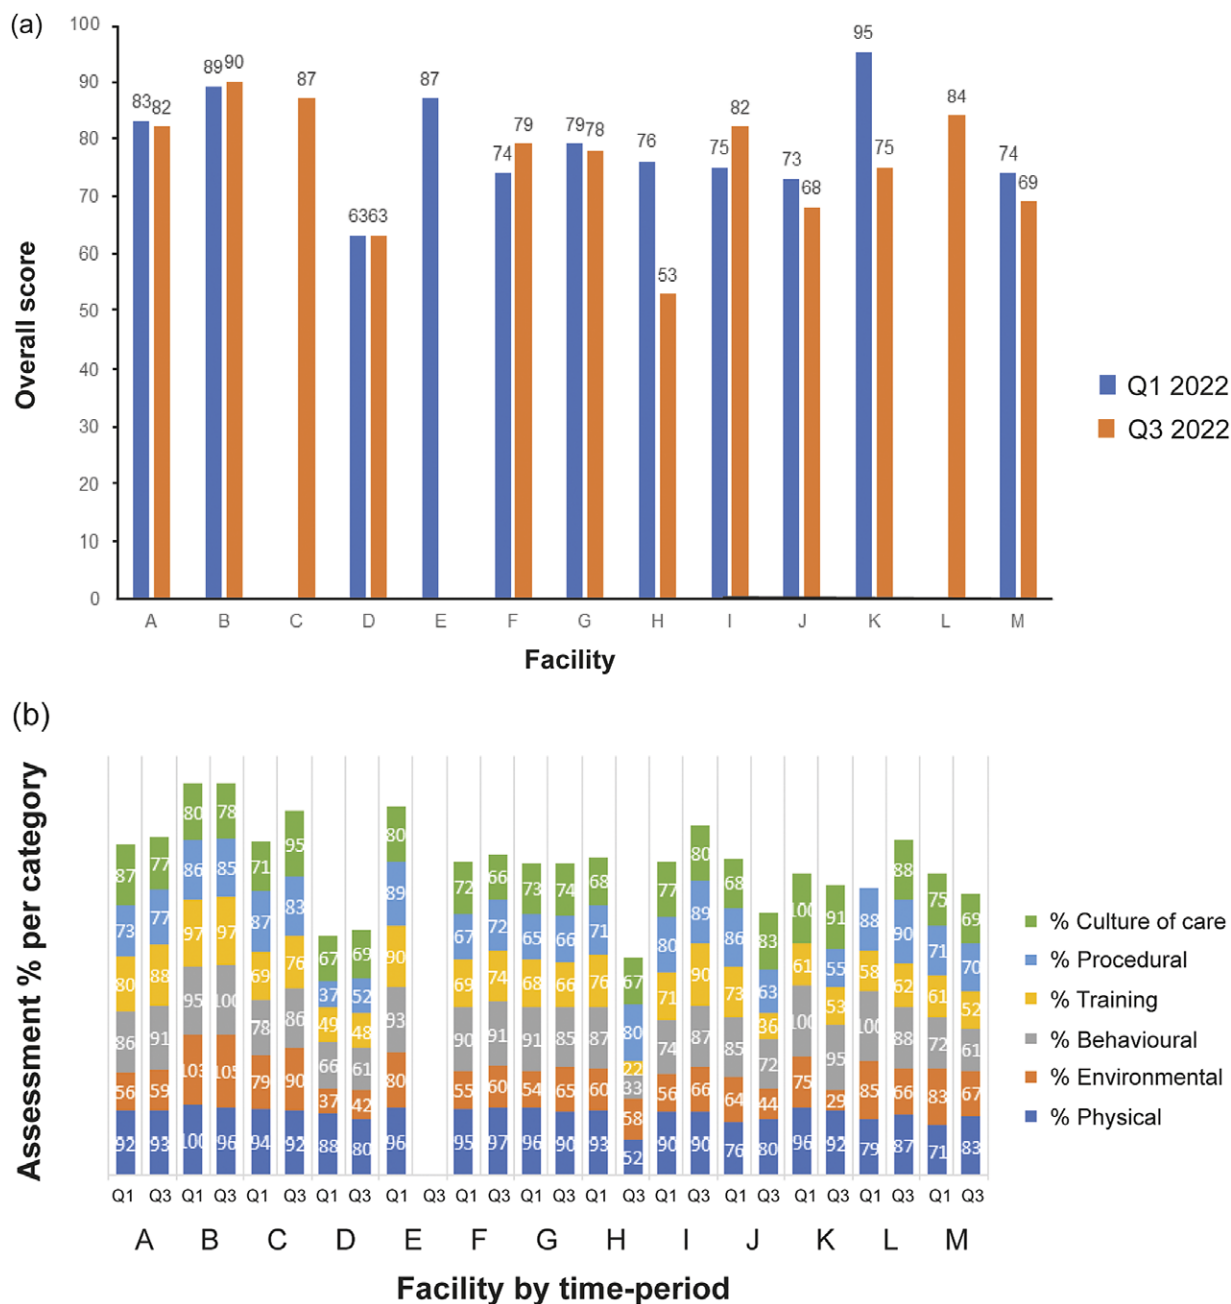 (a)
100
90
80
70
60
50
40
30
20
10
0
Overall score
83 82
89 90
87
63 63
87
74 79
79 78
76 53
75 82
73 68
95 75
84
74 69
A B C D E F G H I J K L M
Facility
Q1 2022
Q3 2022
(b)
Assessment % per category
87 77 80 78 71 95 67 69 80 72 66 73 74 68 67 77 80 68 83 100 91 88 75 69
73 77 86 85 87 83 37 52 89 67 72 65 66 71 80 80 89 86 63 55 88 90 71 70
80 88 97 97 69 76 49 48 90 69 74 68 66 76 22 71 90 73 36 61 53 58 62 61 52
86 91 95 100 78 86 66 61 93 90 91 91 85 87 33 74 87 85 72 100 95 100 88 72 61
56 59 103 105 79 90 37 42 80 55 60 54 65 60 58 56 66 64 44 75 29 85 66 83 67
92 93 100 96 94 92 88 80 96 95 97 96 90 93 52 90 90 76 80 96 92 79 87 71 83
Q1 Q3 Q1 Q3 Q1 Q3 Q1 Q3 Q1 Q3 Q1 Q3 Q1 Q3 Q1 Q3 Q1 Q3 Q1 Q3 Q1 Q3 Q1 Q3 Q1 Q3
A B C D E F G H I J K L M
Facility by time-period
% Culture of care
% Procedural
% Training
% Behavioural
% Environmental
% Physical